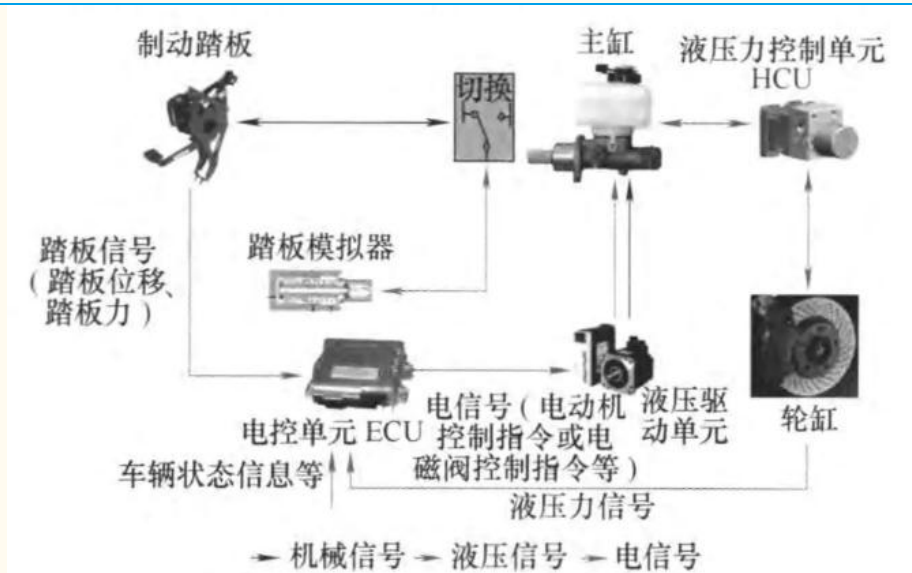 制动踏板
主缸
液压力控制单元
HCU
切换
踏板信号
(踏板位移、
踏板力)
踏板模拟器
电控单元 ECU
电信号(电动机
控制指令或电
磁阀控制指令等)
液压驱
动单元
轮缸
车辆状态信息等
液压力信号
机械信号 液压信号 电信号